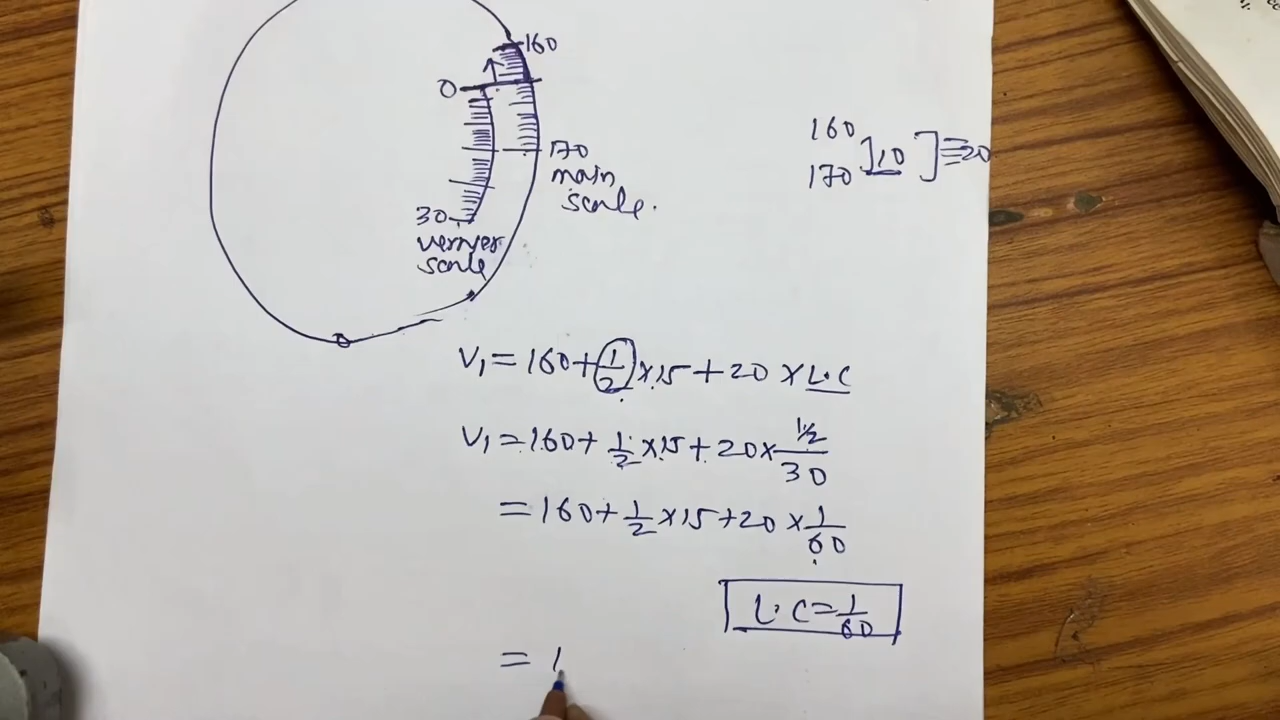 160
0
170
main
scale.
30
vernier
scale
0
160
170 ] 10 ] ≡ 20
V₁ = 160 + 1/2 × 15 + 20 × L.C
V₁ = 160 + 1/2 × 15 + 20 × 1/2/30
= 160 + 1/2 × 15 + 20 × 1/60
L.C = 1/60
= 1